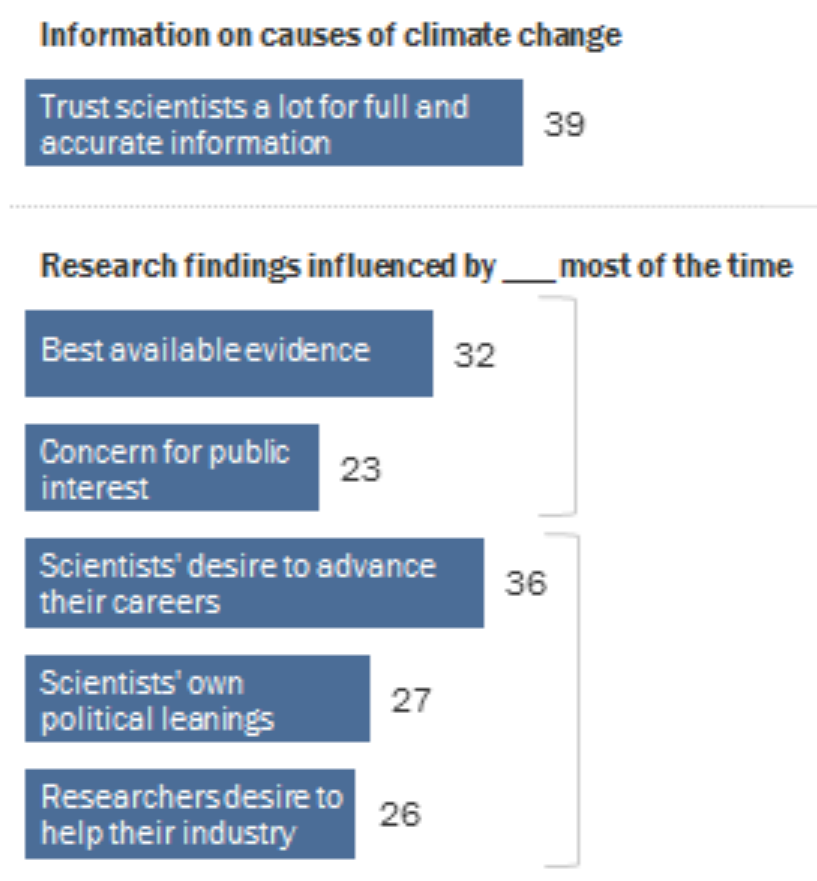 Information on causes of climate change
Trust scientists a lot for full and
accurate information
39
Research findings influenced by ___ most of the time
Best available evidence
32
Concern for public
interest
23
Scientists' desire to advance
their careers
36
Scientists' own
political leanings
27
Researchers desire to
help their industry
26